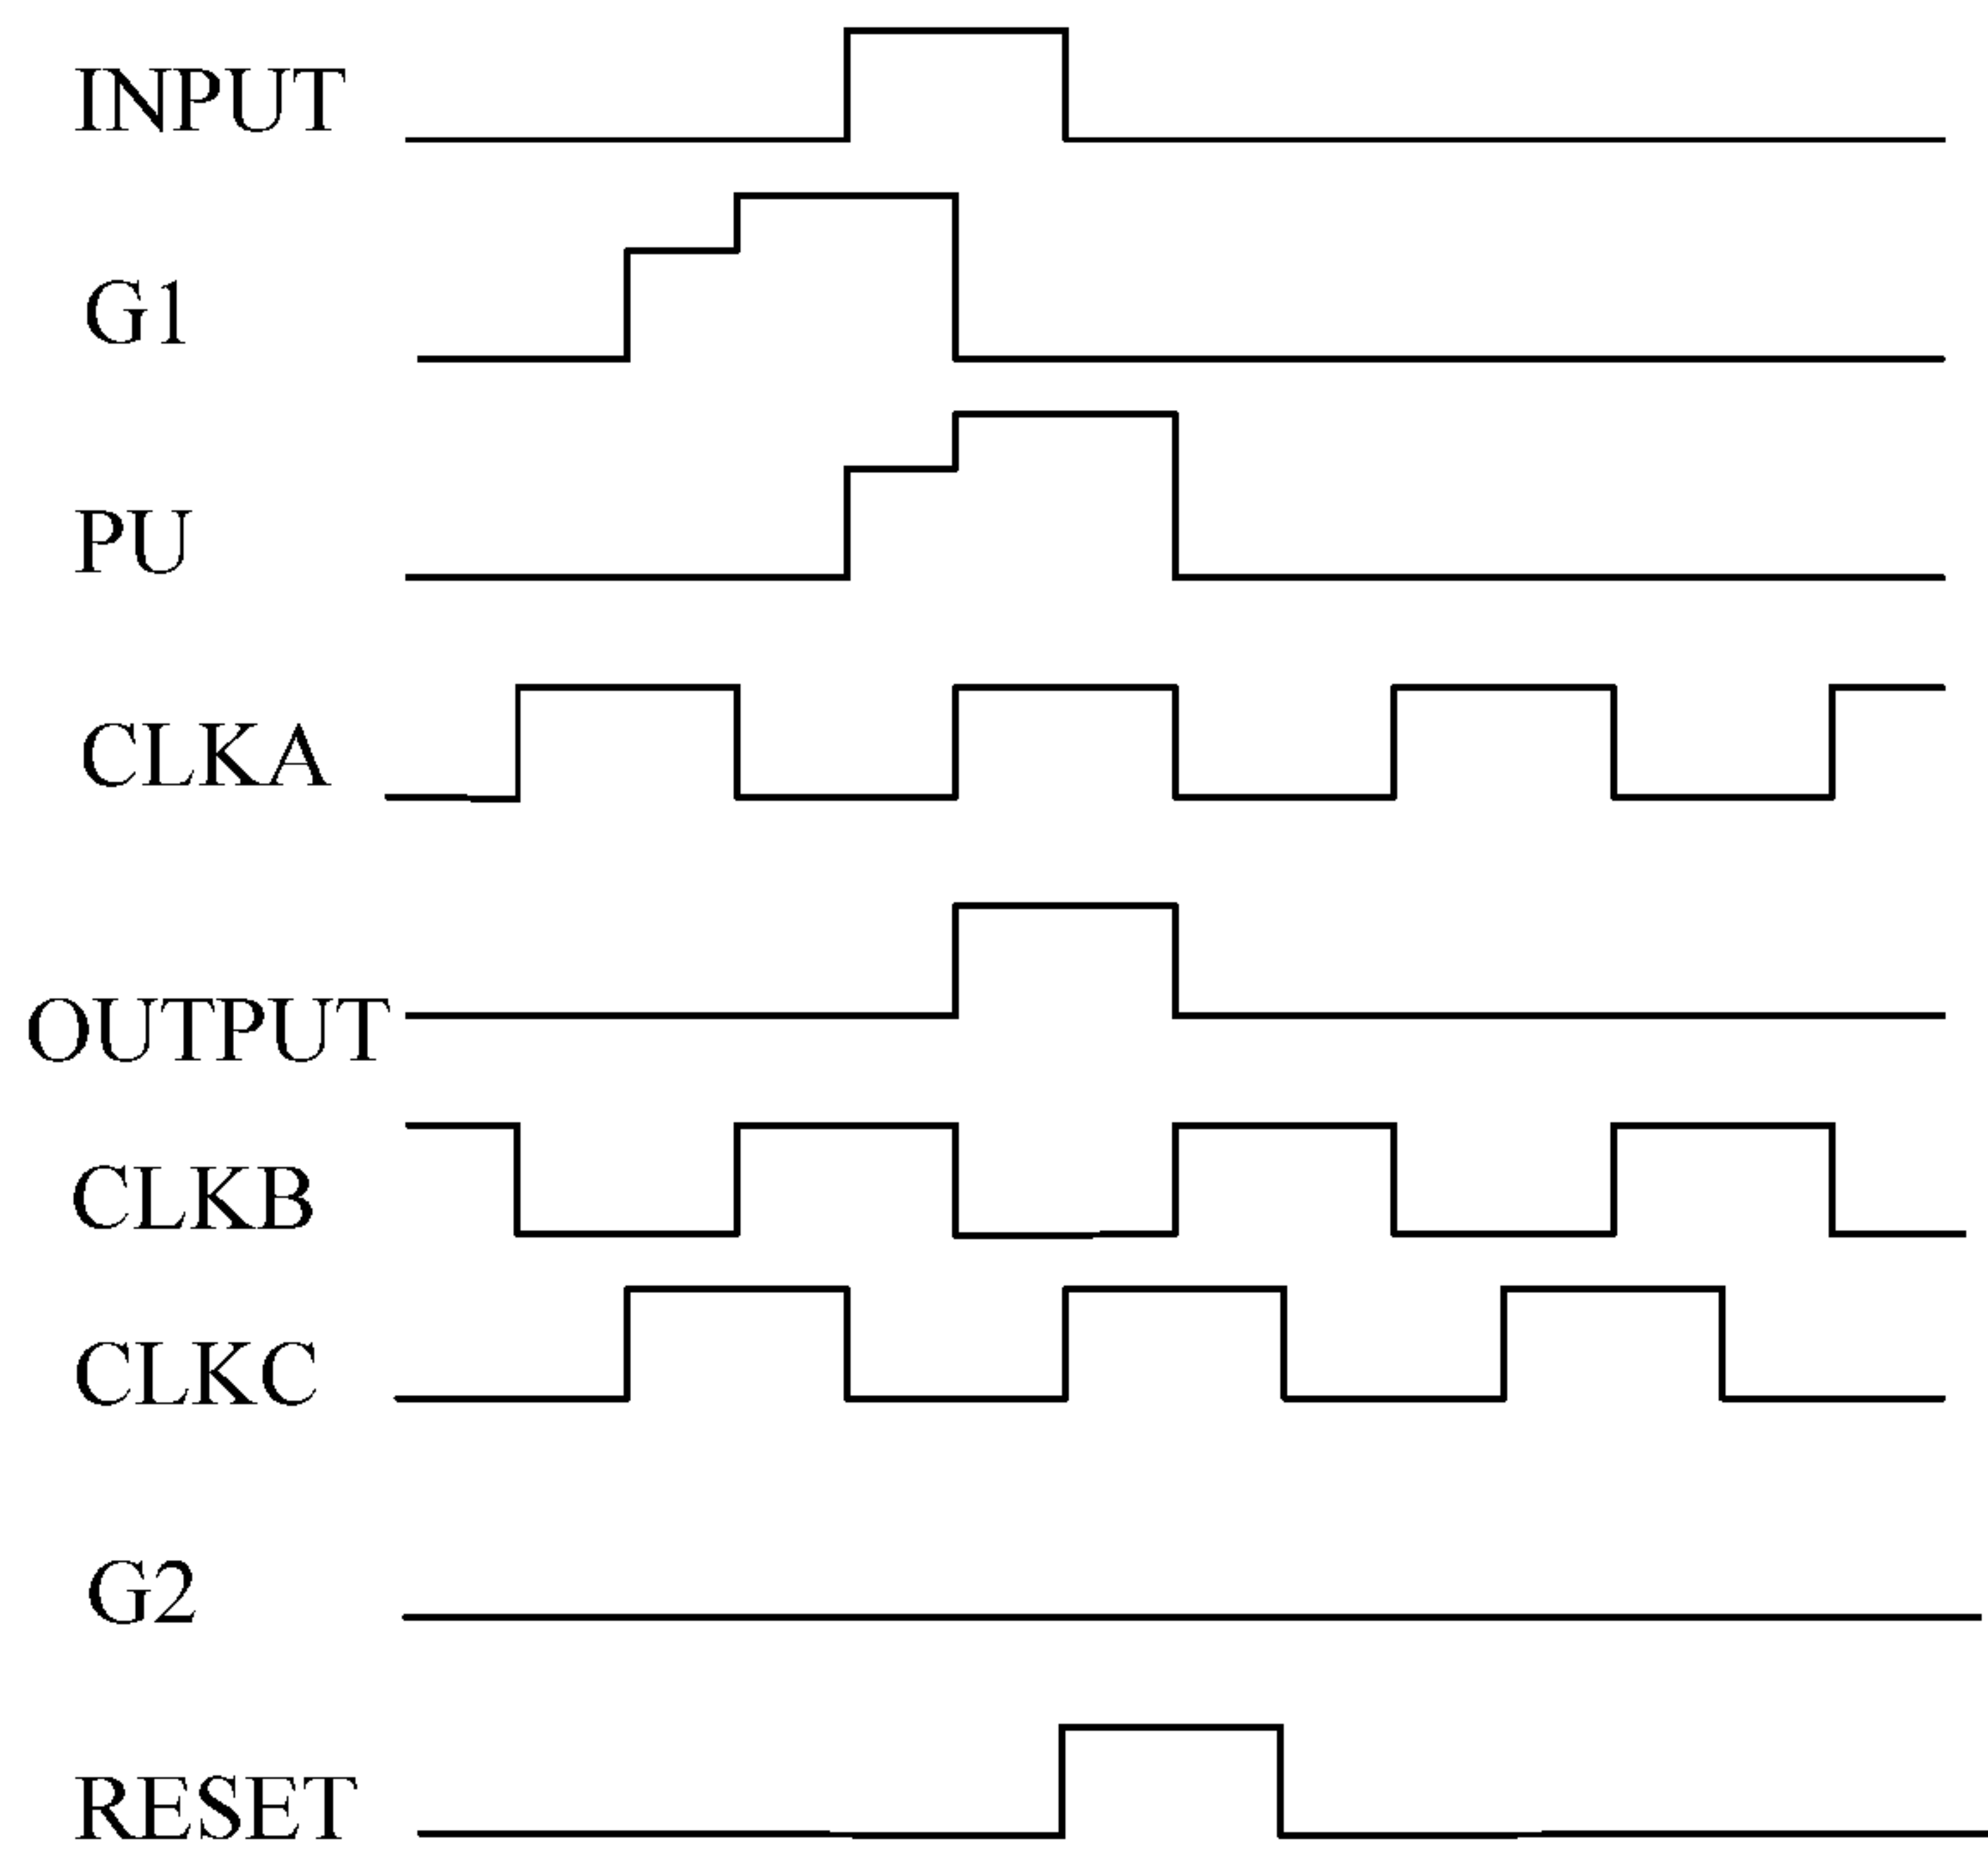 INPUT
G1
PU
CLKA
OUTPUT
CLKB
CLKC
G2
RESET